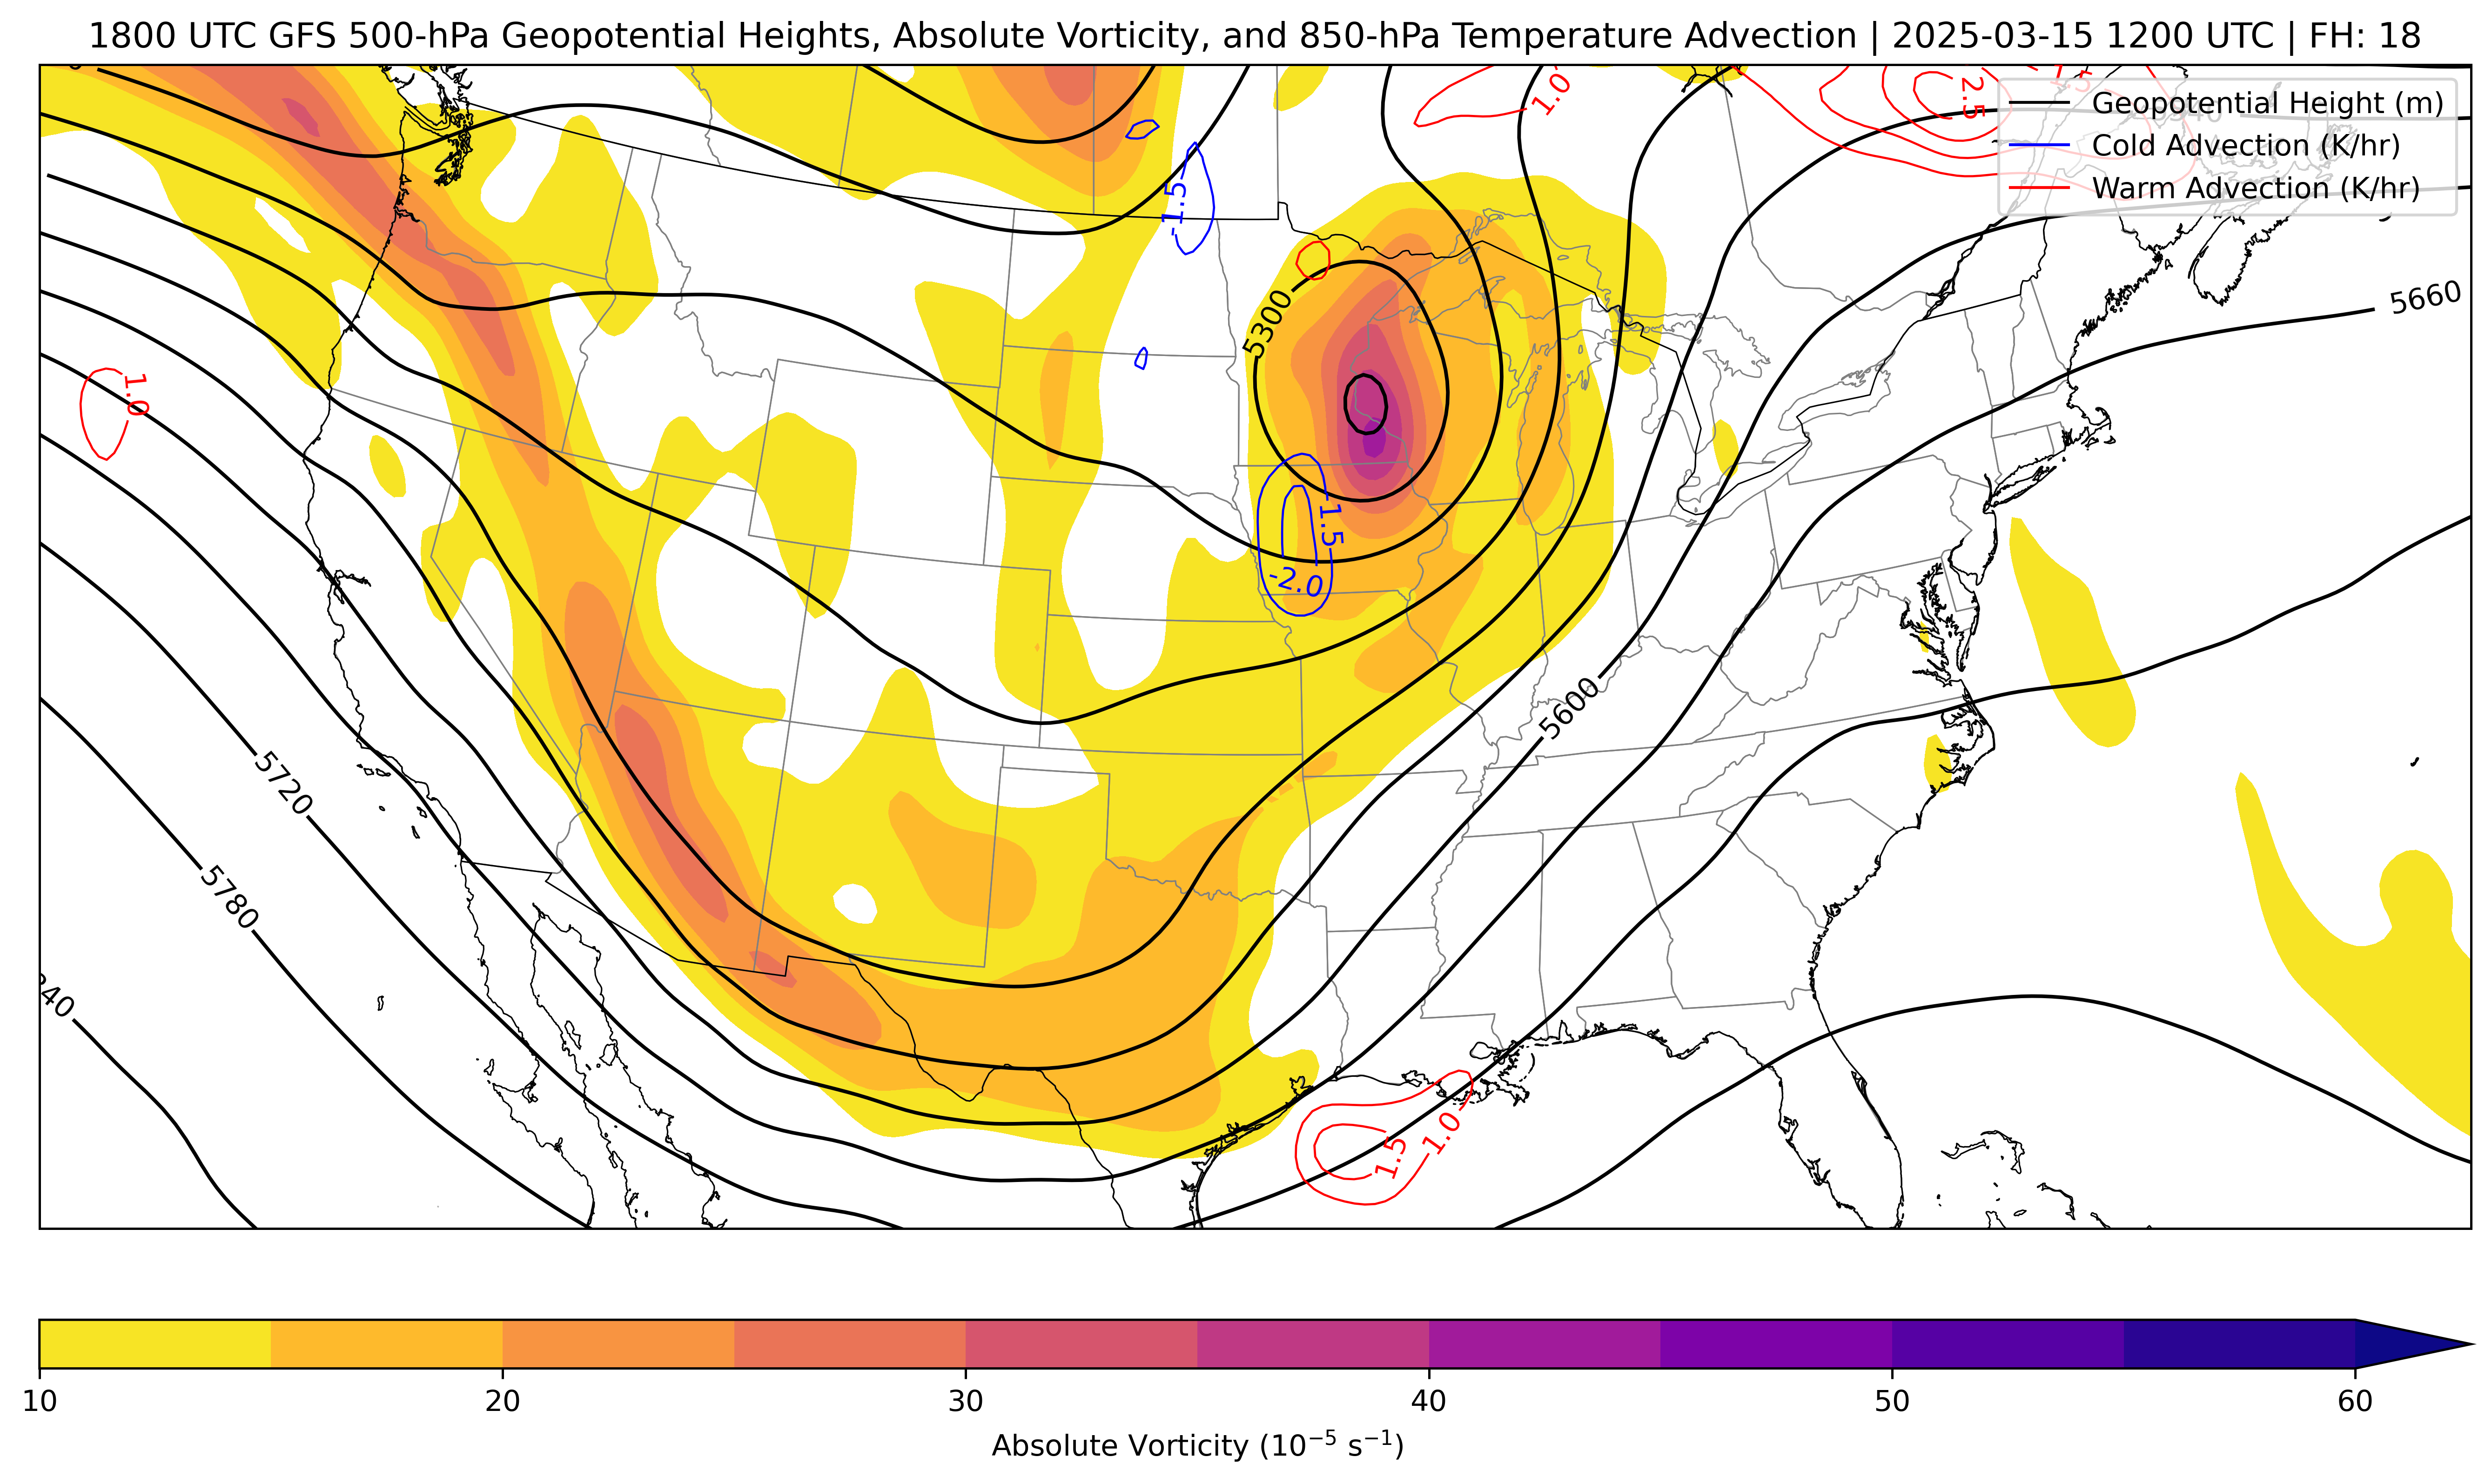 1800 UTC GFS 500-hPa Geopotential Heights, Absolute Vorticity, and 850-hPa Temperature Advection | 2025-03-15 1200 UTC | FH: 18
1.0
2.5
1.5
Geopotential Height (m)
Cold Advection (K/hr)
Warm Advection (K/hr)
-1.5
5660
5300
1.0
-1.5
-2.0
5600
5720
5780
1.5
1.0
10 20 30 40 50 60
Absolute Vorticity (10⁻⁵ s⁻¹)